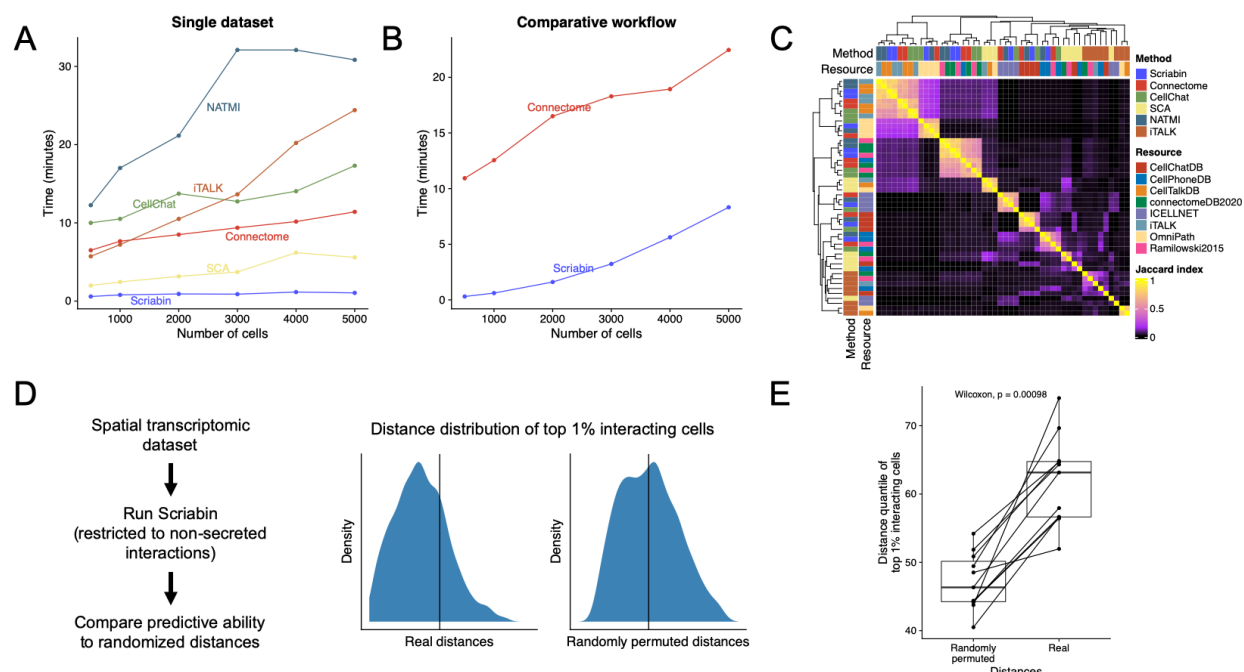 A
Single dataset
Time (minutes)
30
20
10
0
NATMI
iTALK
CellChat
Connectome
SCA
Scriabin
1000
2000
3000
4000
5000
Number of cells
B
Comparative workflow
Time (minutes)
20
15
10
5
0
Connectome
Scriabin
1000
2000
3000
4000
5000
Number of cells
C
Method
Resource
Method
Resource
Method
Scriabin
Connectome
CellChat
SCA
NATMI
iTALK
Resource
CellChatDB
CellPhoneDB
CellTalkDB
connectomeDB2020
ICELLNET
iTALK
OmniPath
Ramilowski2015
Jaccard index
1
0.5
0
D
Spatial transcriptomic
dataset
Run Scriabin
(restricted to non-secreted
interactions)
Compare predictive ability
to randomized distances
Distance distribution of top 1% interacting cells
Density
Real distances
Density
Randomly permuted distances
E
Wilcoxon, p = 0.00098
Distance quantile of
top 1% interacting cells
70
60
50
40
Randomly
permuted
Real
Distances